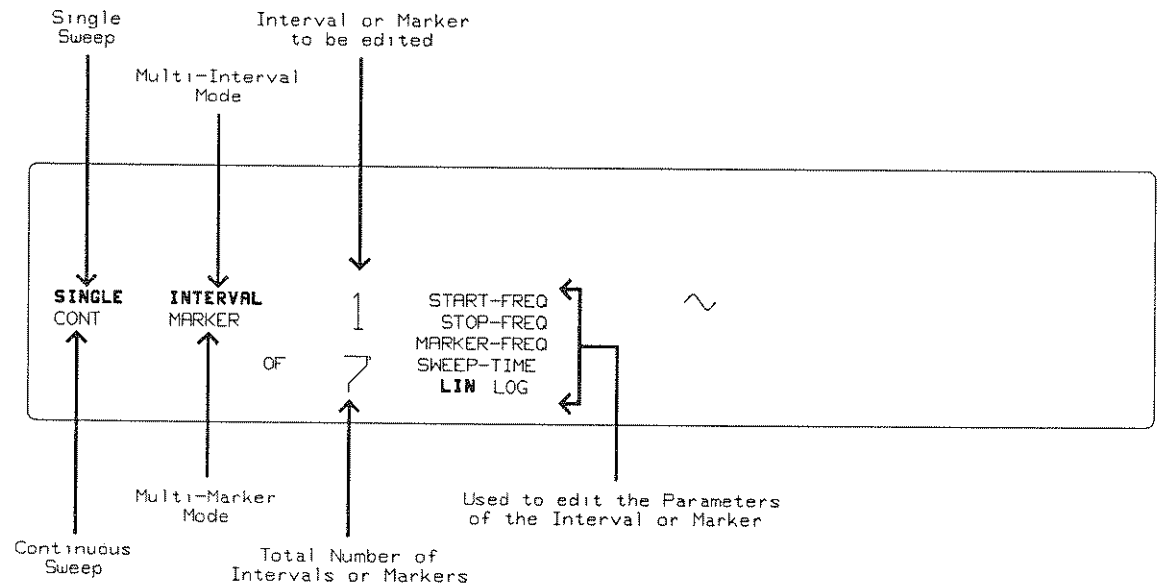 Single
Sweep
Interval or Marker
to be edited
Multi-Interval
Mode
SINGLE
CONT
INTERVAL
MARKER
1
OF 7
START-FREQ
STOP-FREQ
MARKER-FREQ
SWEEP-TIME
LIN LOG
Multi-Marker
Mode
Used to edit the Parameters
of the Interval or Marker
Continuous
Sweep
Total Number of
Intervals or Markers